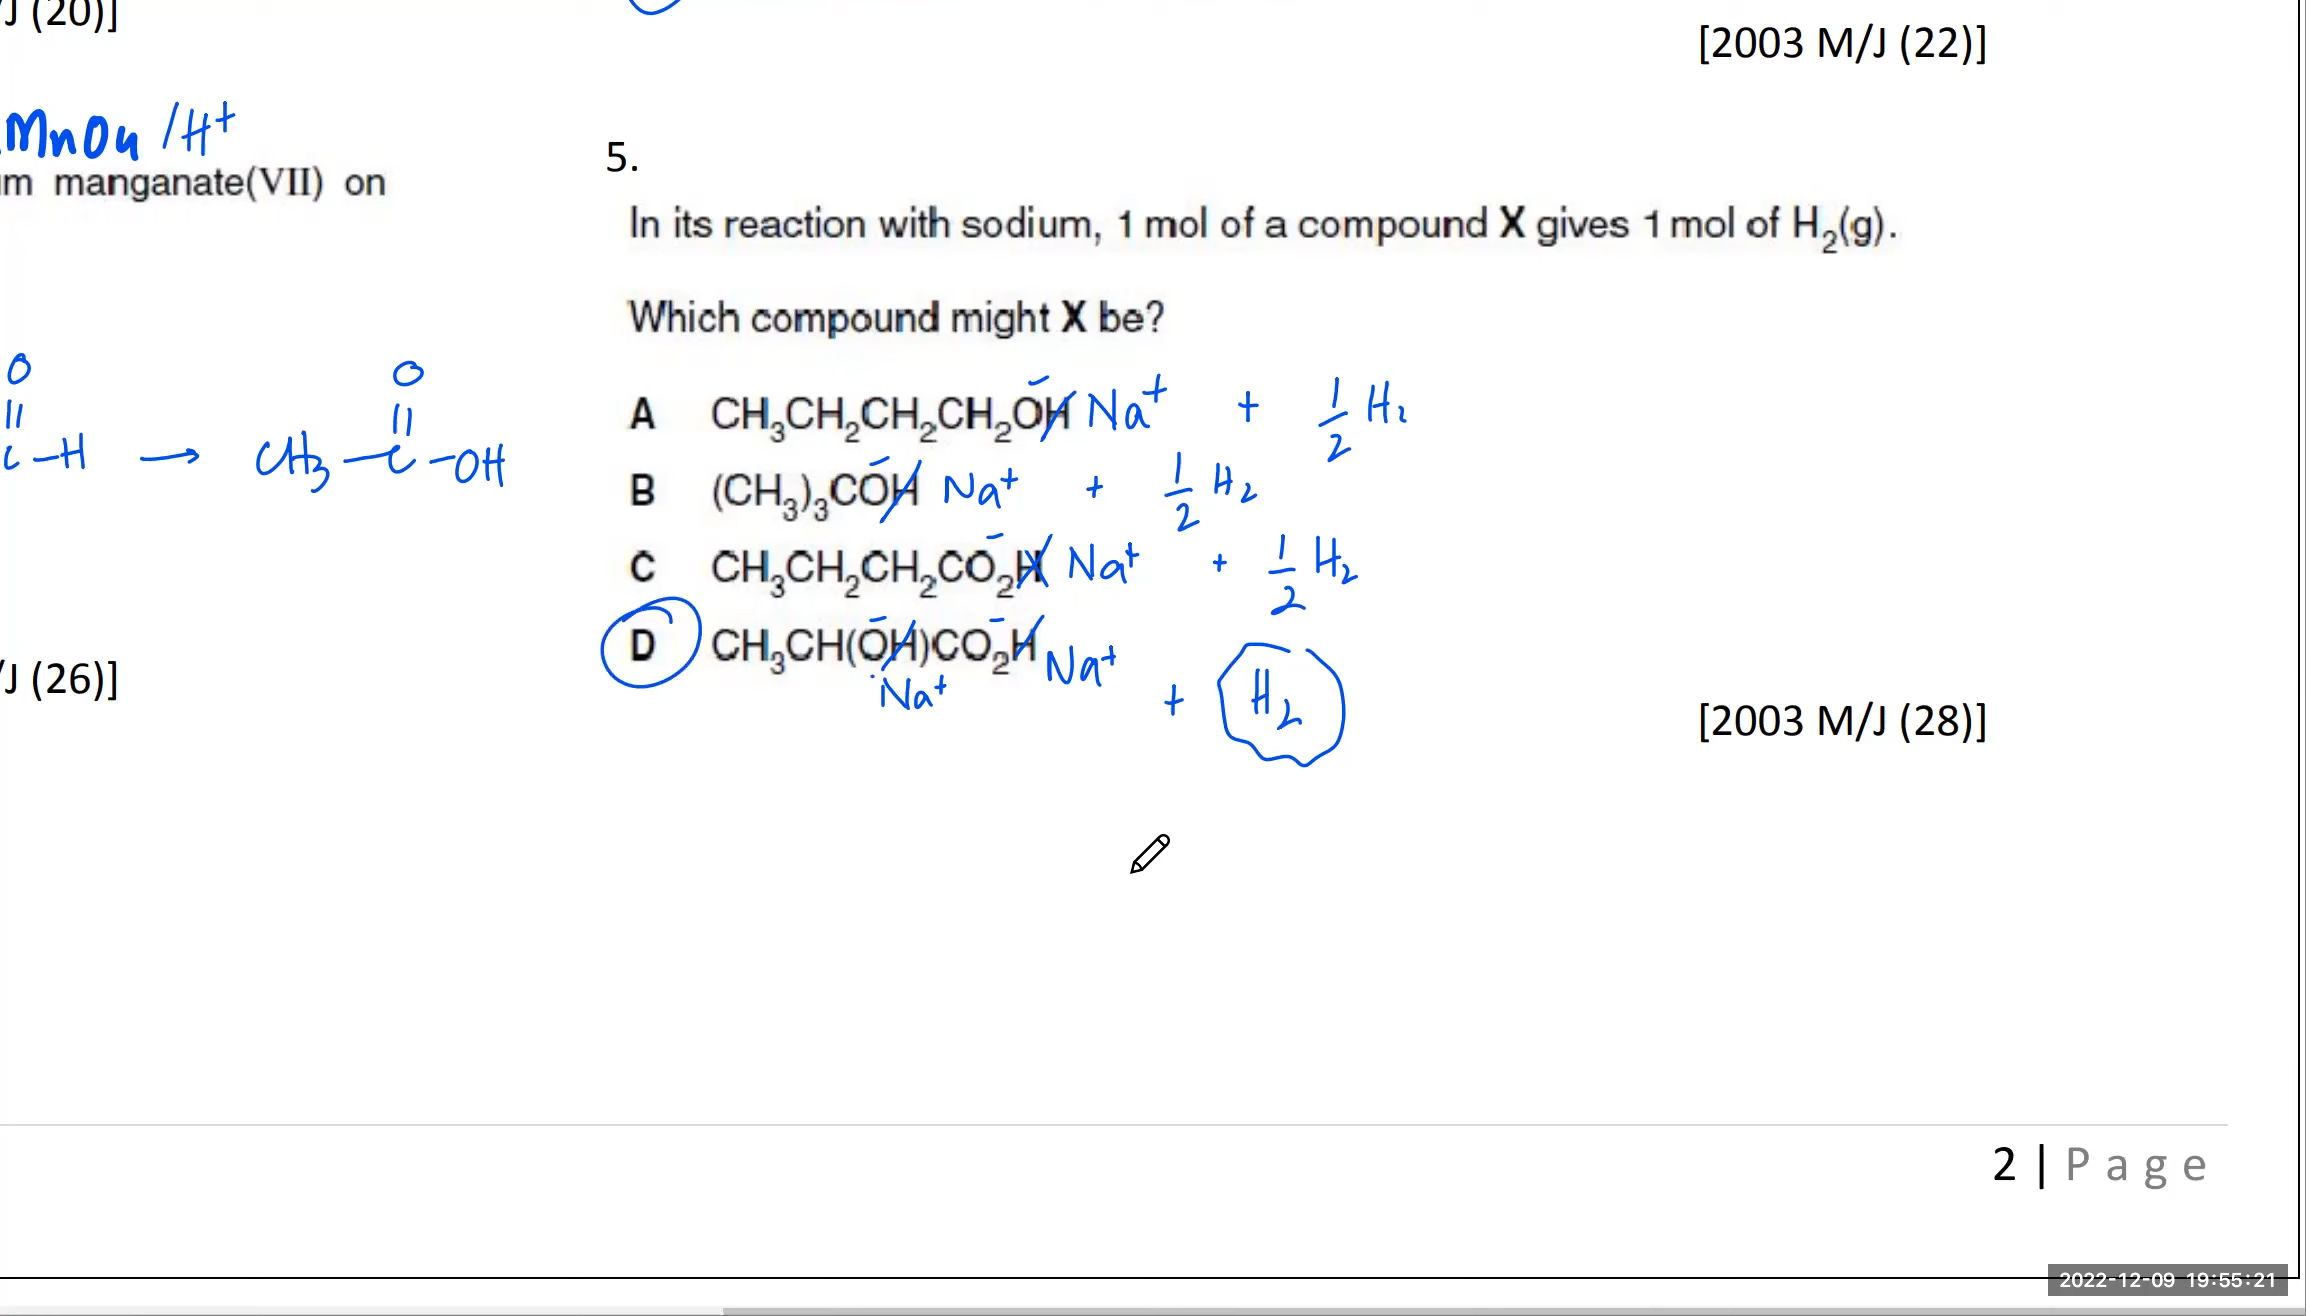 J (20)]
MnO4 /H+
m manganate(VII) on
O
||
C–H → CH3–C–OH
O
||
/J (26)]
[2003 M/J (22)]
5.
In its reaction with sodium, 1 mol of a compound X gives 1 mol of H₂(g).
Which compound might X be?
A CH₃CH₂CH₂CH₂OH⁻ Na⁺ + 1/2 H₂
B (CH₃)₃COH⁻ Na⁺ + 1/2 H₂
C CH₃CH₂CH₂CO₂H⁻ Na⁺ + 1/2 H₂
D CH₃CH(OH⁻)CO₂H⁻ Na⁺ + H₂
Na⁺
[2003 M/J (28)]
2 | Page
2022-12-09 19:55:21